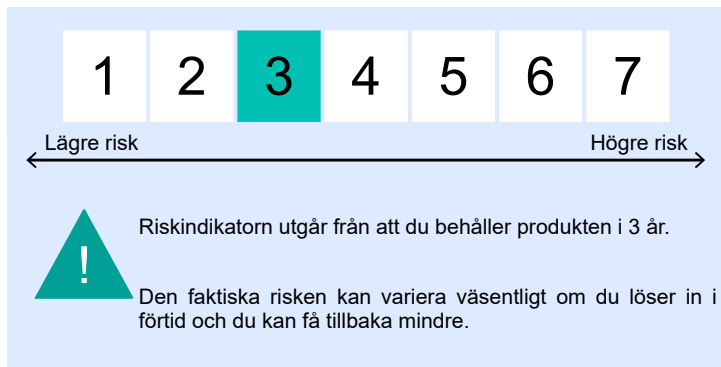 1 2 3 4 5 6 7
Lägre risk Högre risk
!
Riskindikatorn utgår från att du behåller produkten i 3 år.
Den faktiska risken kan variera väsentligt om du löser in i
förtid och du kan få tillbaka mindre.